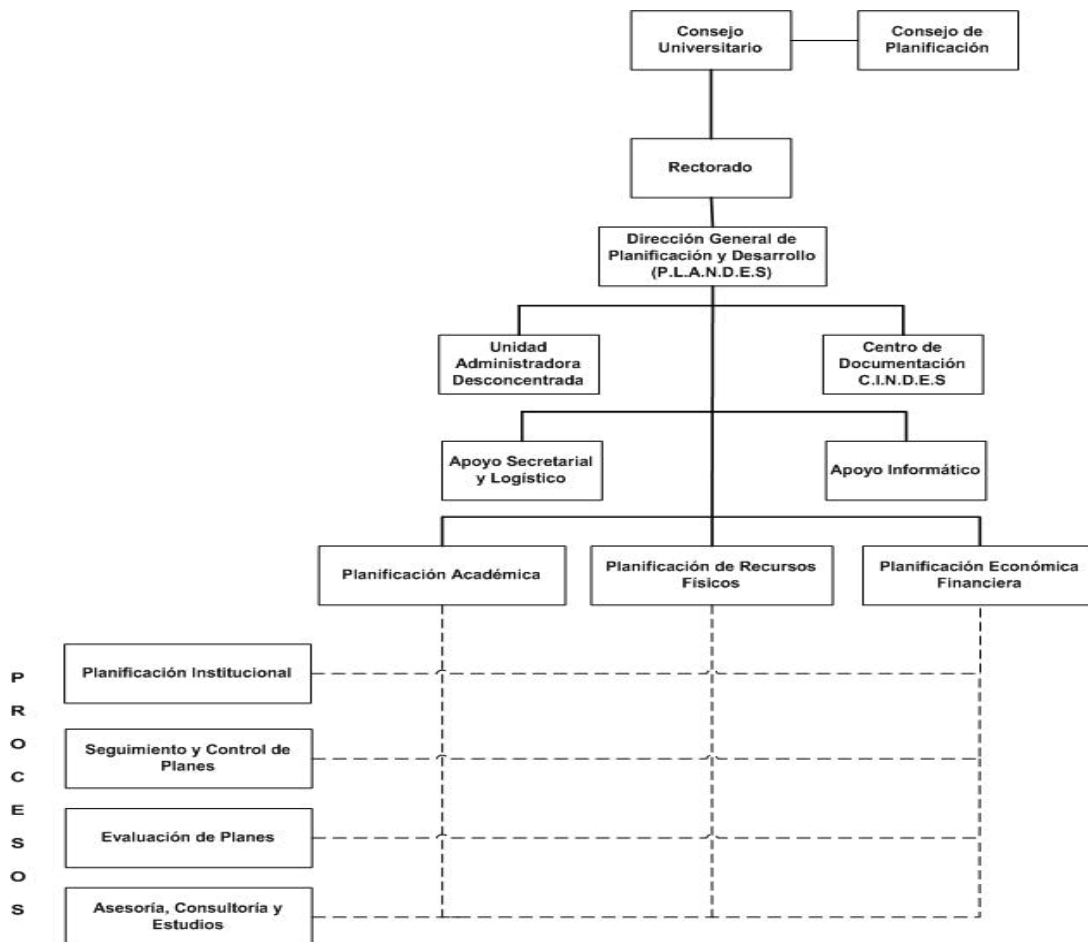 Consejo
Universitario
Consejo de
Planificación
Rectorado
Dirección General de
Planificación y Desarrollo
(P.L.A.N.D.E.S)
Unidad
Administradora
Desconcentrada
Centro de
Documentación
C.I.N.D.E.S
Apoyo Secretarial
y Logístico
Apoyo Informático
Planificación Académica
Planificación de Recursos
Físicos
Planificación Económica
Financiera
P
R
O
C
E
S
O
S
Planificación Institucional
Seguimiento y Control de
Planes
Evaluación de Planes
Asesoría, Consultoría y
Estudios